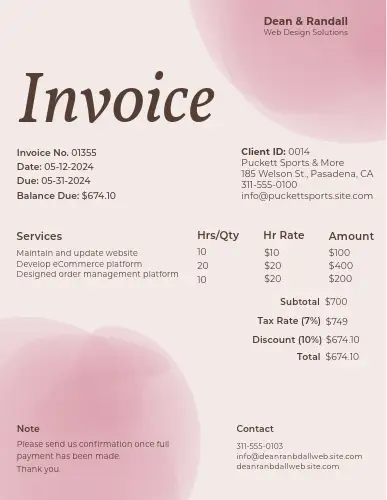 Dean & Randall
Web Design Solutions
Invoice
Invoice No. 01355
Date: 05-12-2024
Due: 05-31-2024
Balance Due: $674.10
Client ID: 0014
Puckett Sports & More
185 Welson St., Pasadena, CA
311-555-0100
info@puckettsports.site.com
Services Hrs/Qty Hr Rate Amount
Maintain and update website 10 $10 $100
Develop eCommerce platform 20 $20 $400
Designed order management platform 10 $20 $200
Subtotal $700
Tax Rate (7%) $749
Discount (10%) $674.10
Total $674.10
Note
Please send us confirmation once full
payment has been made.
Thank you.
Contact
311-555-0103
info@deanranbdallweb.site.com
deanranbdallweb.site.com